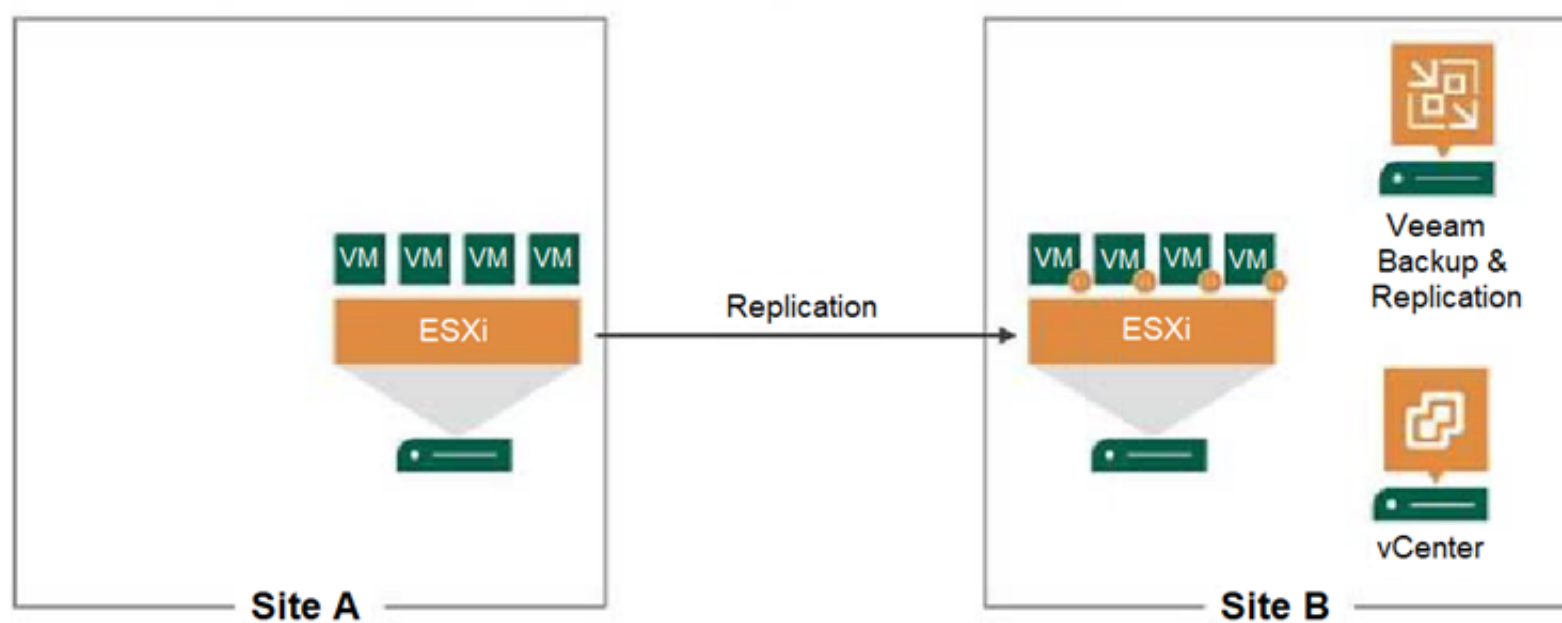 VM VM VM VM
ESXi
Site A
Replication
VM VM VM VM
ESXi
Veeam
Backup &
Replication
vCenter
Site B